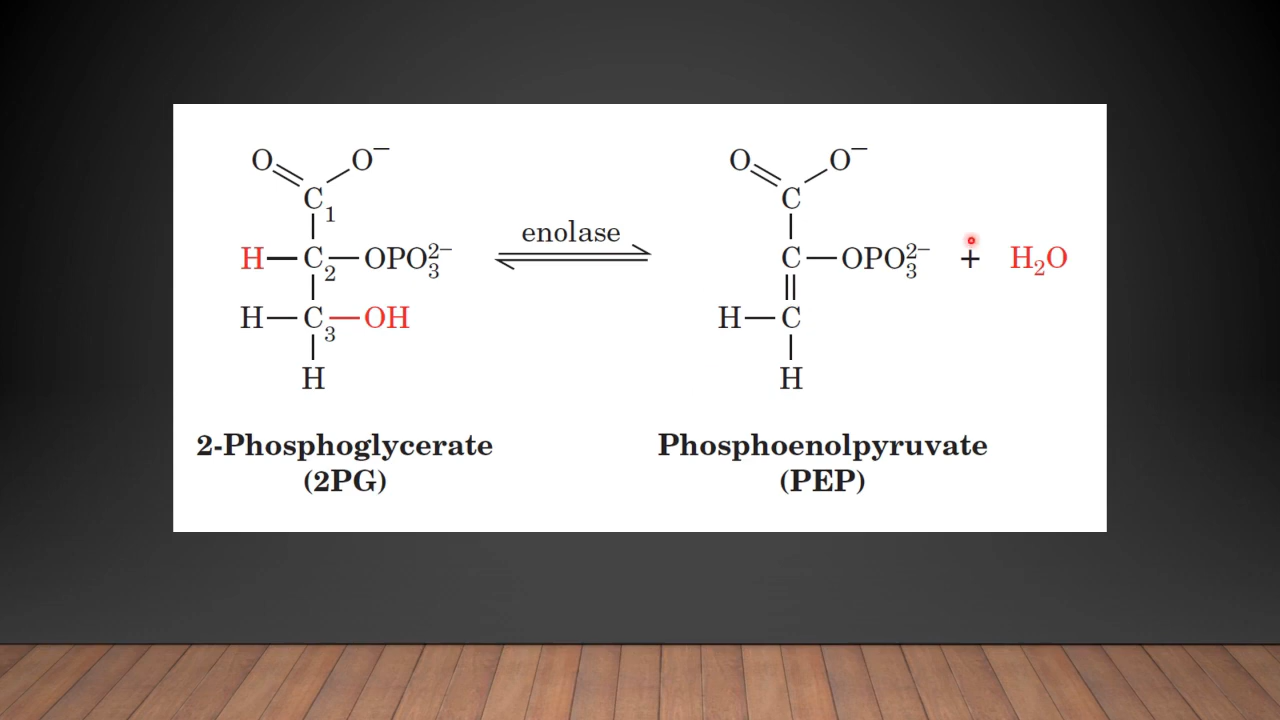 O O⁻
C₁
H—C₂—OPO₃²⁻
H—C₃—OH
H
2-Phosphoglycerate
(2PG)
enolase
O O⁻
C
C—OPO₃²⁻ + H₂O
H—C
H
Phosphoenolpyruvate
(PEP)